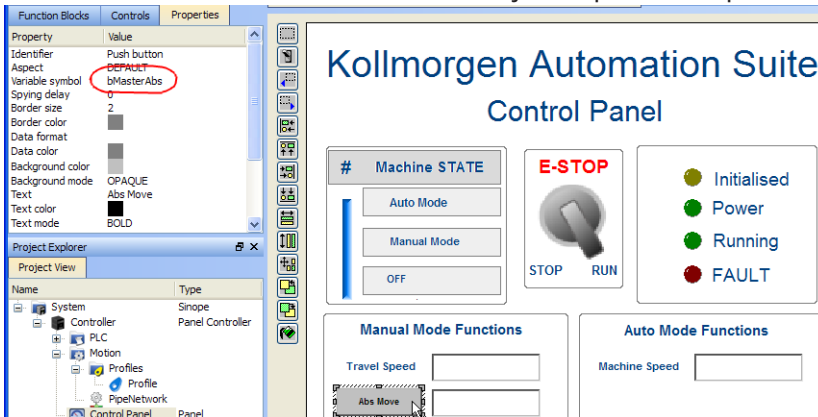 Function Blocks Controls Properties
Property Value
Identifier Push button
Aspect DEFAULT
Variable symbol bMasterAbs
Spying delay 0
Border size 2
Border color
Data format
Data color
Background color
Background mode OPAQUE
Text Abs Move
Text color
Text mode BOLD
Project Explorer
Project View
Name Type
System Sinope
Controller Panel Controller
PLC
Motion
Profiles
Profile
PipeNetwork
Control Panel Panel
Kollmorgen Automation Suite
Control Panel
# Machine STATE
Auto Mode
Manual Mode
OFF
E-STOP
STOP RUN
Initialised
Power
Running
FAULT
Manual Mode Functions
Travel Speed
Abs Move
Auto Mode Functions
Machine Speed